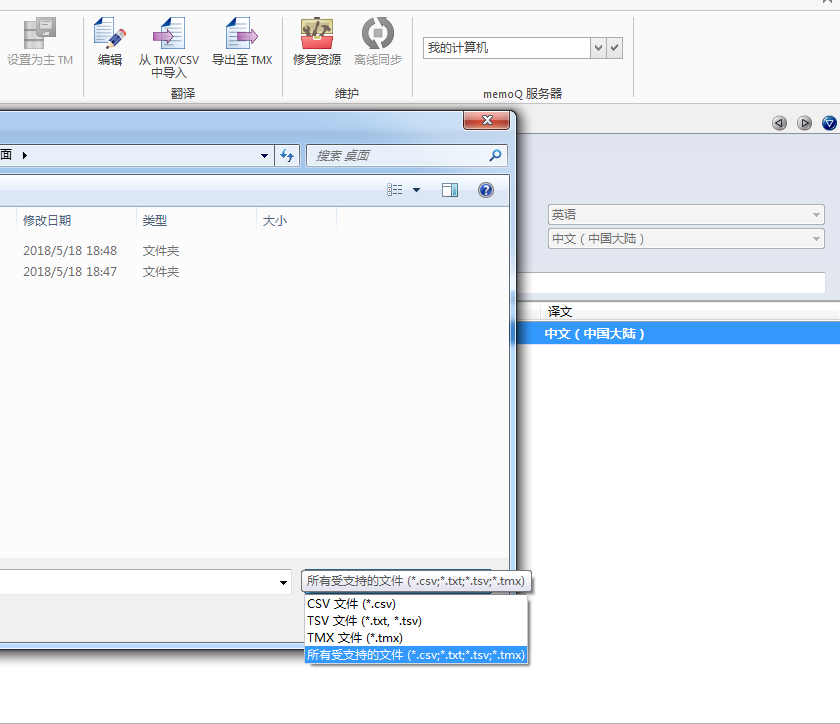 设置为主 TM
编辑
从 TMX/CSV
中导入
导出至 TMX
翻译
修复资源
离线同步
维护
我的计算机
memoQ 服务器
面
搜索 桌面
修改日期
类型
大小
2018/5/18 18:48
文件夹
2018/5/18 18:47
文件夹
英语
中文（中国大陆）
译文
中文（中国大陆）
所有受支持的文件 (*.csv;*.txt;*.tsv;*.tmx)
CSV 文件 (*.csv)
TSV 文件 (*.txt, *.tsv)
TMX 文件 (*.tmx)
所有受支持的文件 (*.csv;*.txt;*.tsv;*.tmx)